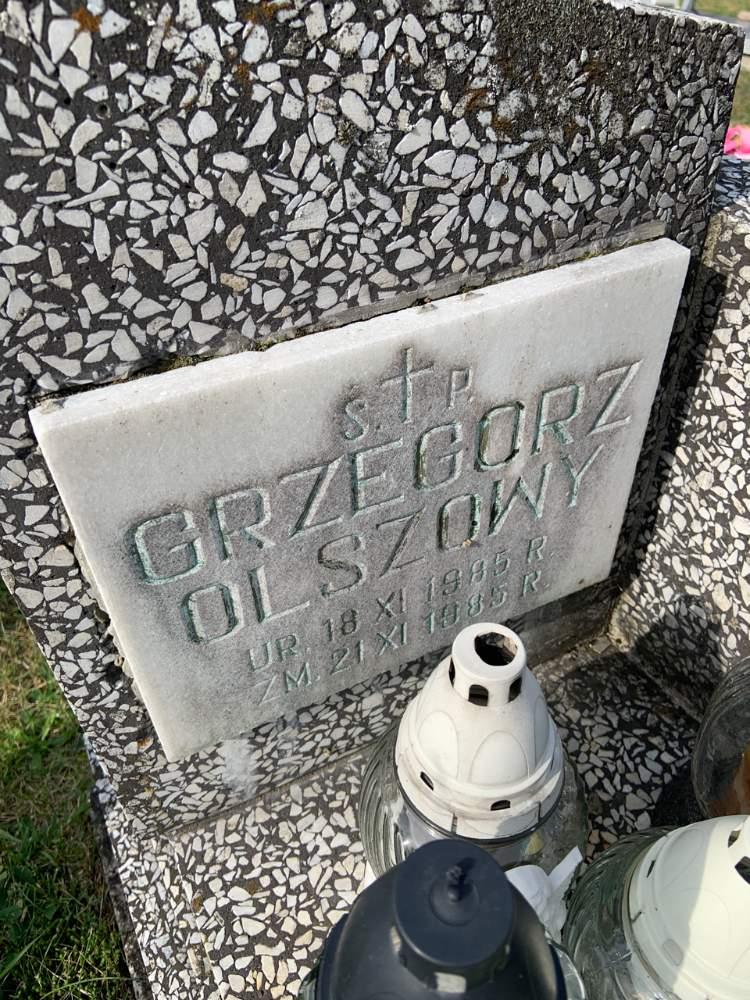 S. P.
GRZEGORZ
OLSZOWY
UR. 18 XI 1985 R.
ZM. 21 XI 1985 R.